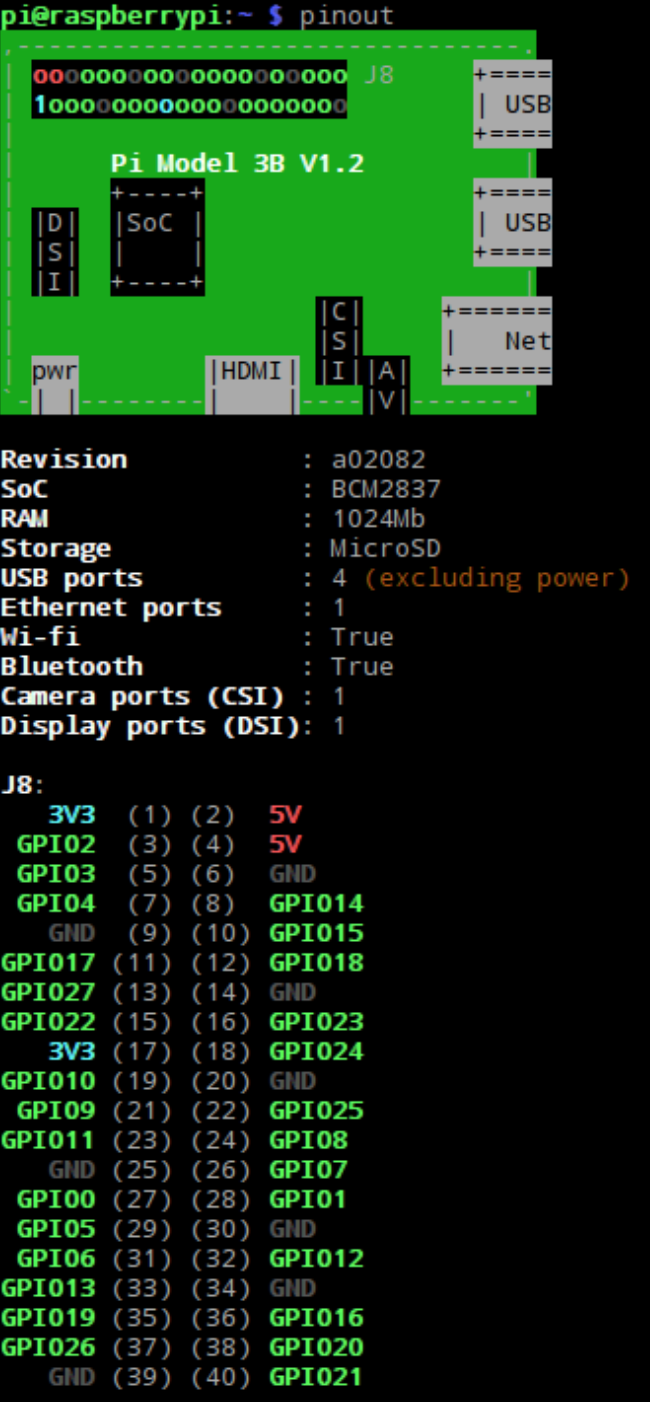 pi@raspberrypi:~ $ pinout
,--------------------------------.
| oooooooooooooooooooo J8     +====
| 1ooooooooooooooooooo        | USB
|                             +====
|      Pi Model 3B V1.2          |
|      +----+                 +====
| |D|  |SoC |                 | USB
| |S|  |    |                 +====
| |I|  +----+                    |
|                   |C|     +======
|                   |S|     |   Net
| pwr        |HDMI| |I||A|  +======
`-| |--------|    |----|V|-------'

Revision           : a02082
SoC                : BCM2837
RAM                : 1024Mb
Storage            : MicroSD
USB ports          : 4 (excluding power)
Ethernet ports     : 1
Wi-fi              : True
Bluetooth          : True
Camera ports (CSI) : 1
Display ports (DSI): 1

J8:
   3V3  (1) (2)  5V
 GPIO2  (3) (4)  5V
 GPIO3  (5) (6)  GND
 GPIO4  (7) (8)  GPIO14
   GND  (9) (10) GPIO15
GPIO17 (11) (12) GPIO18
GPIO27 (13) (14) GND
GPIO22 (15) (16) GPIO23
   3V3 (17) (18) GPIO24
GPIO10 (19) (20) GND
 GPIO9 (21) (22) GPIO25
GPIO11 (23) (24) GPIO8
   GND (25) (26) GPIO7
 GPIO0 (27) (28) GPIO1
 GPIO5 (29) (30) GND
 GPIO6 (31) (32) GPIO12
GPIO13 (33) (34) GND
GPIO19 (35) (36) GPIO16
GPIO26 (37) (38) GPIO20
   GND (39) (40) GPIO21